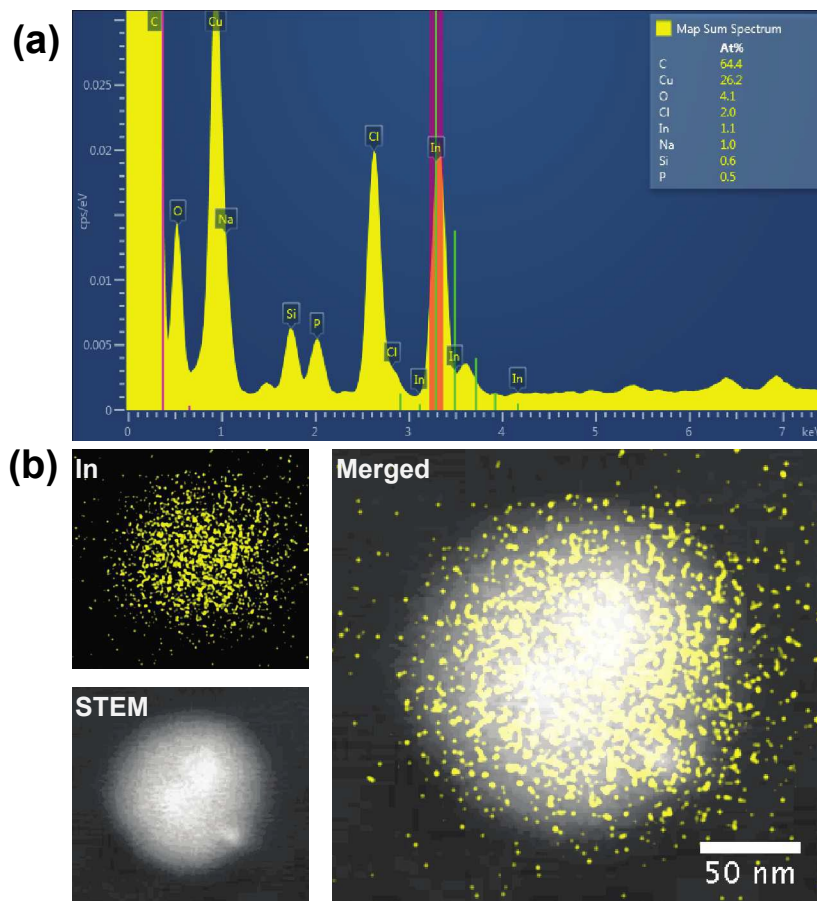 (a)
C
Cu
Map Sum Spectrum
At%
C 64.4
Cu 26.2
O 4.1
Cl 2.0
In 1.1
Na 1.0
Si 0.6
P 0.5
0.025
0.02
Cl
In
cps/eV
O
Na
0.01
Si
P
0.005
Cl
In
In
In
0
0 1 2 3 4 5 6 7 keV
(b)
In
Merged
STEM
50 nm